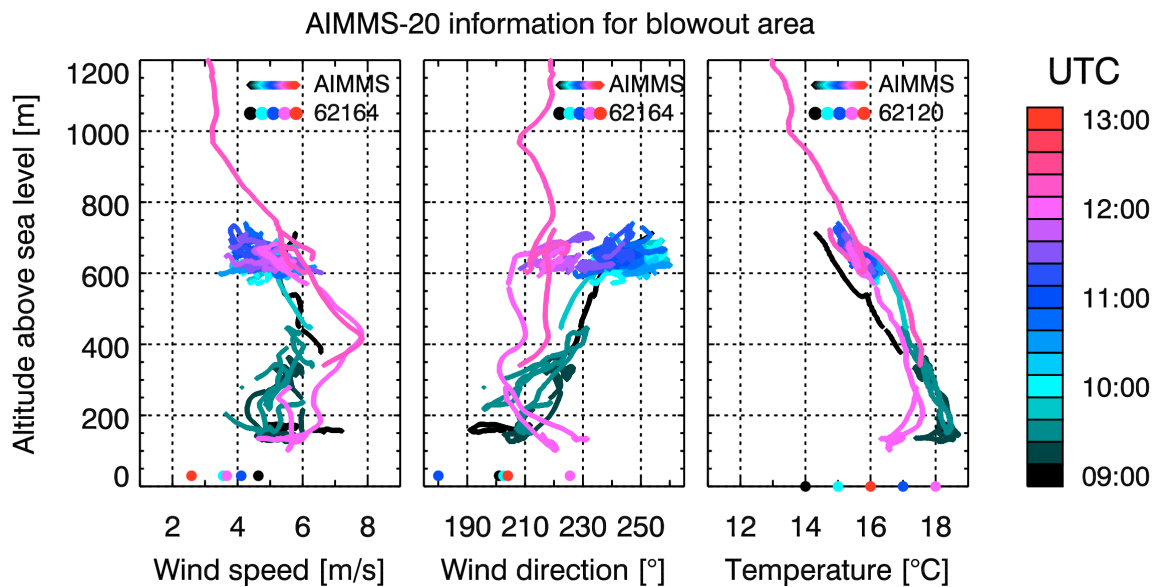 AIMMS-20 information for blowout area
Altitude above sea level [m]
1200
1000
800
600
400
200
0
AIMMS
62164
2 4 6 8
Wind speed [m/s]
AIMMS
62164
190 210 230 250
Wind direction [°]
AIMMS
62120
12 14 16 18
Temperature [°C]
UTC
13:00
12:00
11:00
10:00
09:00